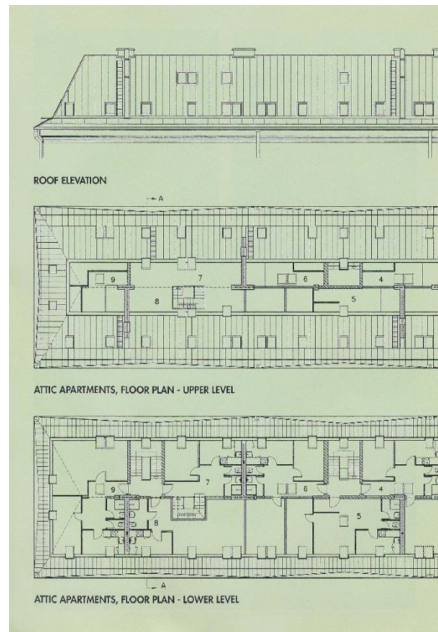 ROOF ELEVATION
A
9
7
6
4
8
5
ATTIC APARTMENTS, FLOOR PLAN - UPPER LEVEL
7
9
6
4
8
5
A
ATTIC APARTMENTS, FLOOR PLAN - LOWER LEVEL